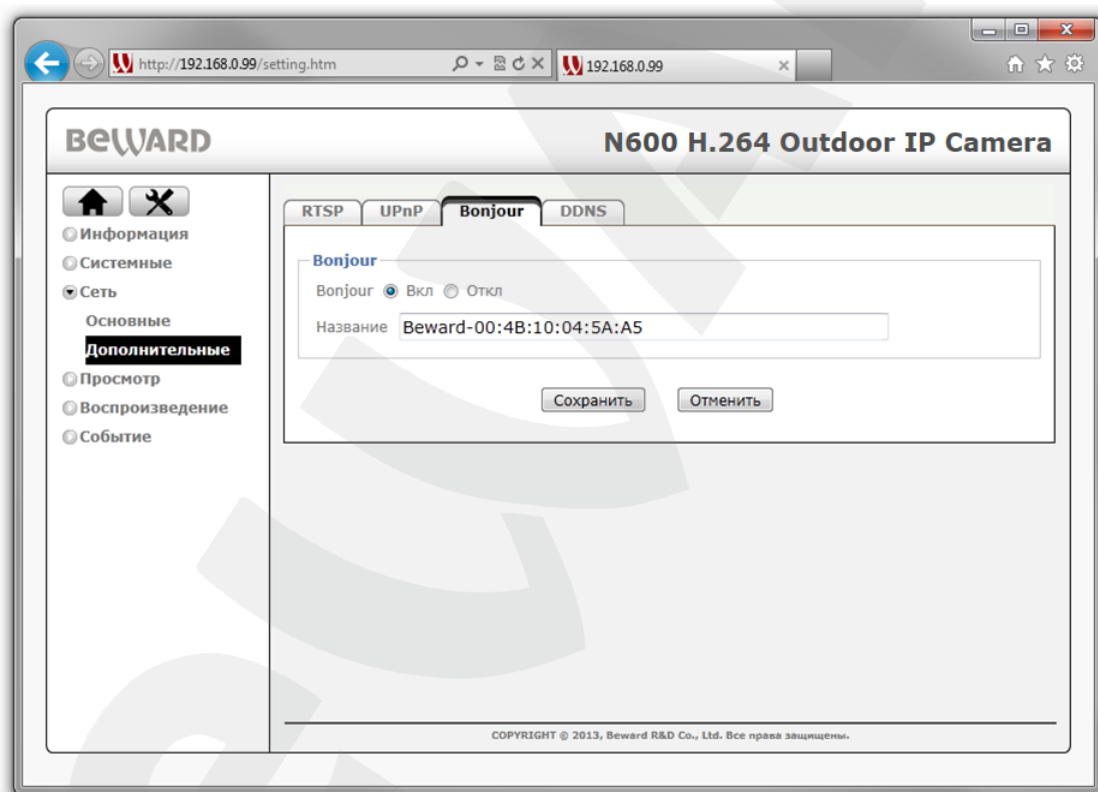 http://192.168.0.99/setting.htm
192.168.0.99
BEWARD
N600 H.264 Outdoor IP Camera
RTSP UPnP Bonjour DDNS
Информация
Системные
Сеть
Основные
Дополнительные
Просмотр
Воспроизведение
Событие
Bonjour
Bonjour Вкл Откл
Название Beward-00:4B:10:04:5A:A5
Сохранить Отменить
COPYRIGHT © 2013, Beward R&D Co., Ltd. Все права защищены.